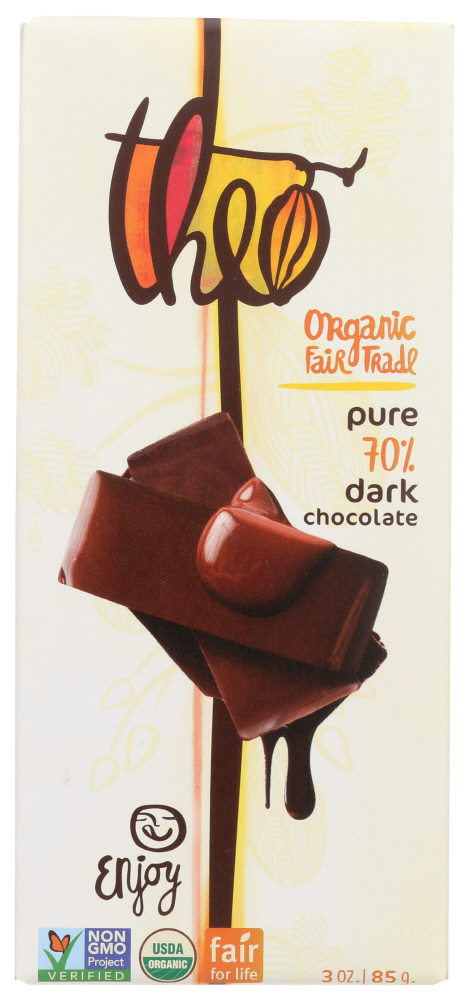 theo
Organic
Fair Trade
pure
70%
dark
chocolate
Enjoy
NON
GMO
Project
VERIFIED
USDA
ORGANIC
fair
for life
3 OZ. | 85 g.